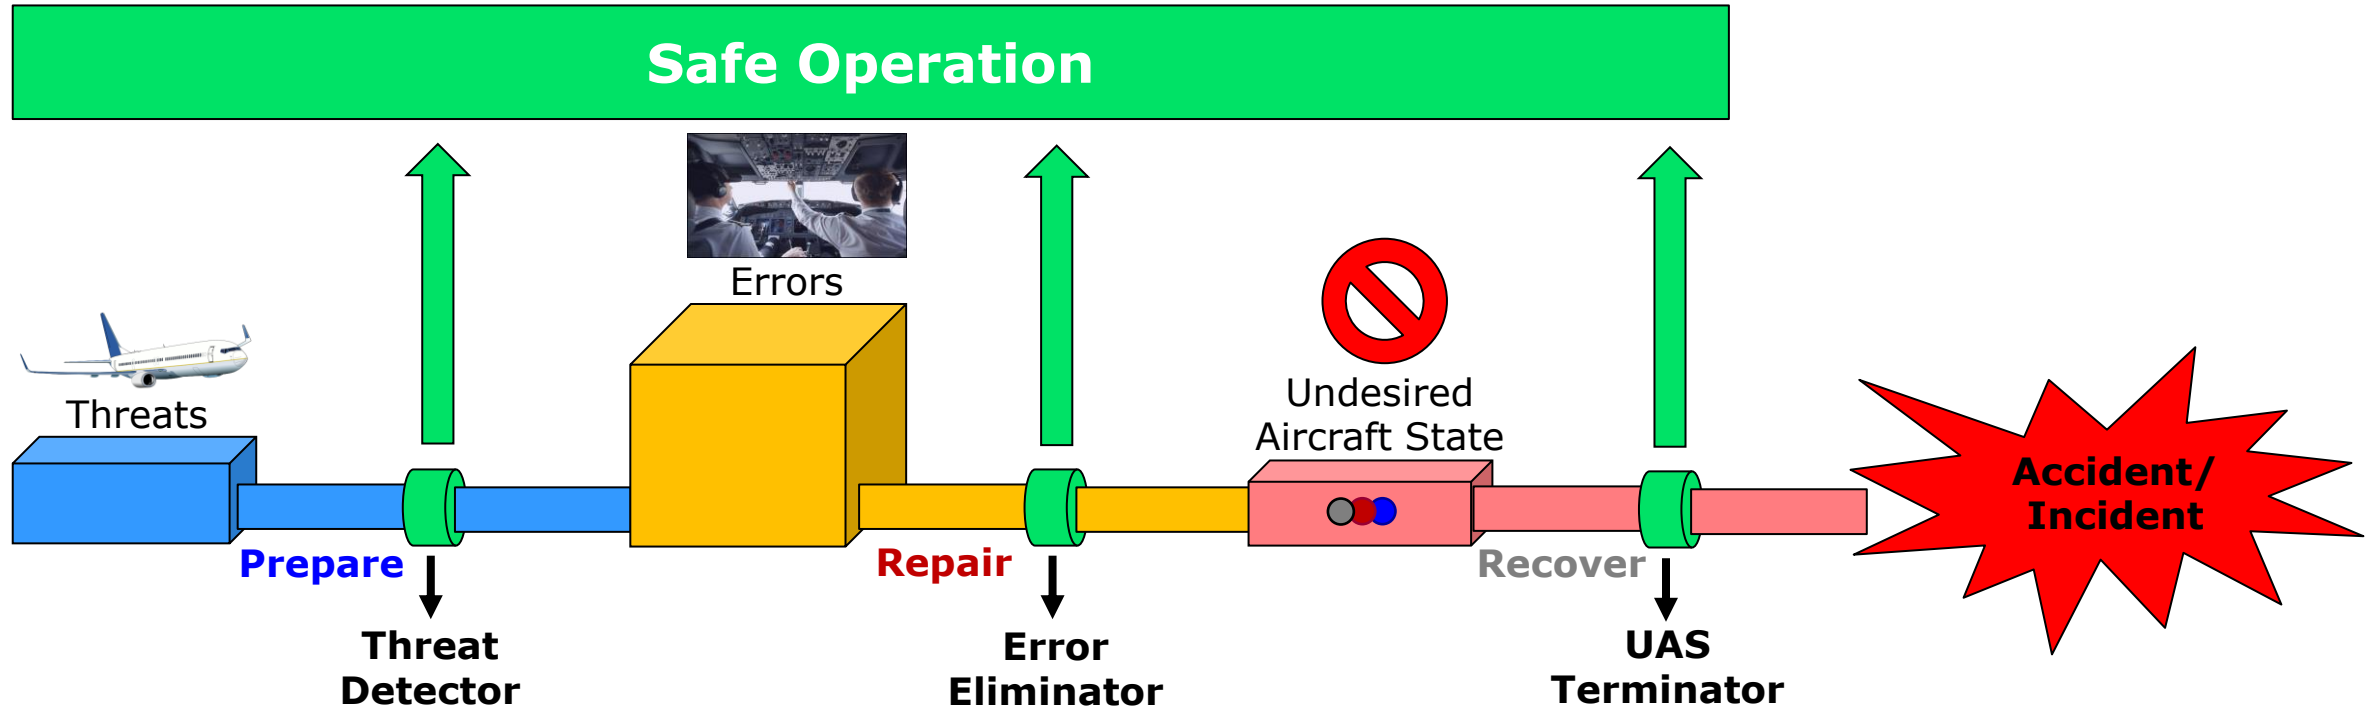 Safe Operation
Errors
Threats
Undesired
Aircraft State
Accident/
Incident
Prepare
Repair
Recover
Threat
Detector
Error
Eliminator
UAS
Terminator